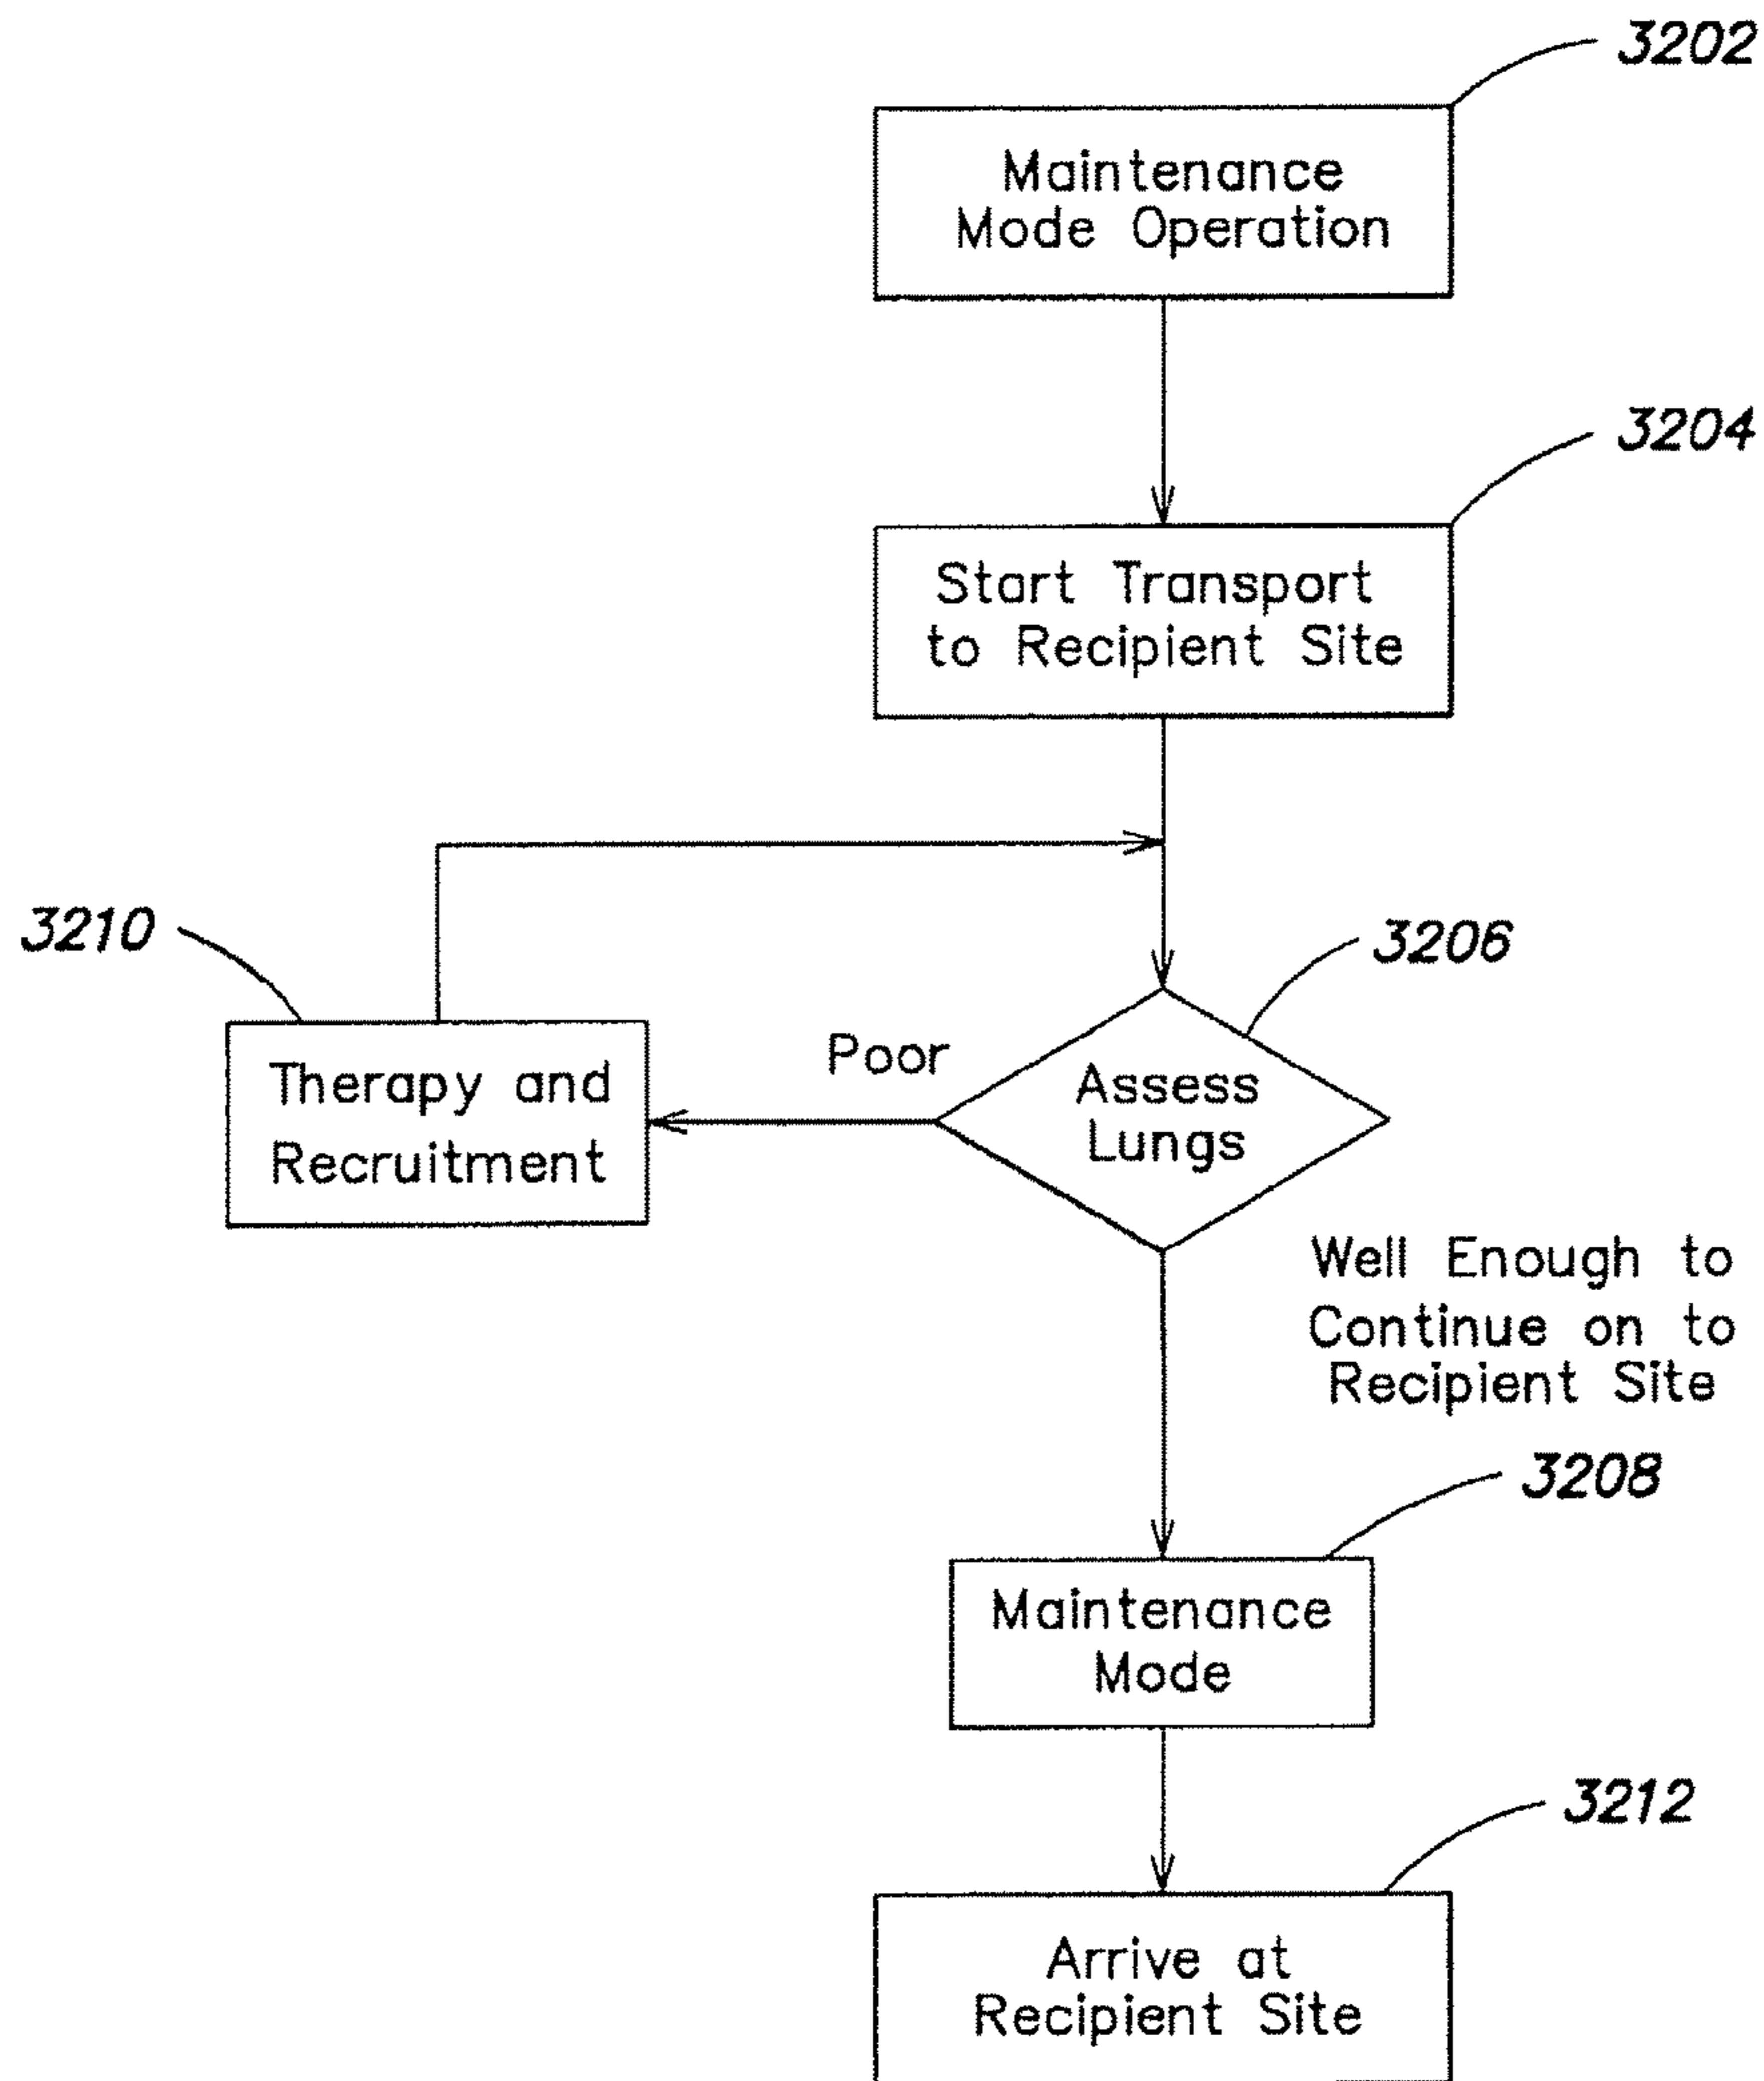 3202
Maintenance
Mode Operation
3204
Start Transport
to Recipient Site
3210
3206
Poor
Therapy and
Recruitment
Assess
Lungs
Well Enough to
Continue on to
Recipient Site
3208
Maintenance
Mode
3212
Arrive at
Recipient Site